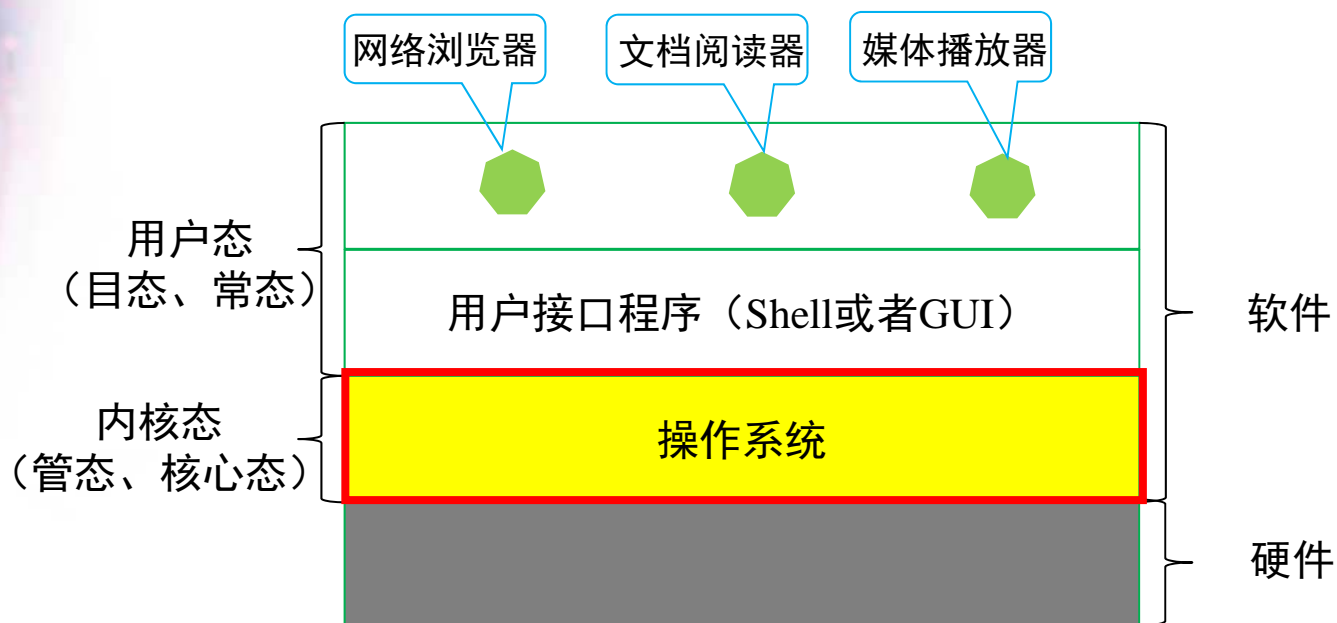 网络浏览器
文档阅读器
媒体播放器
用户态
（目态、常态）
用户接口程序（Shell或者GUI）
软件
内核态
（管态、核心态）
操作系统
硬件